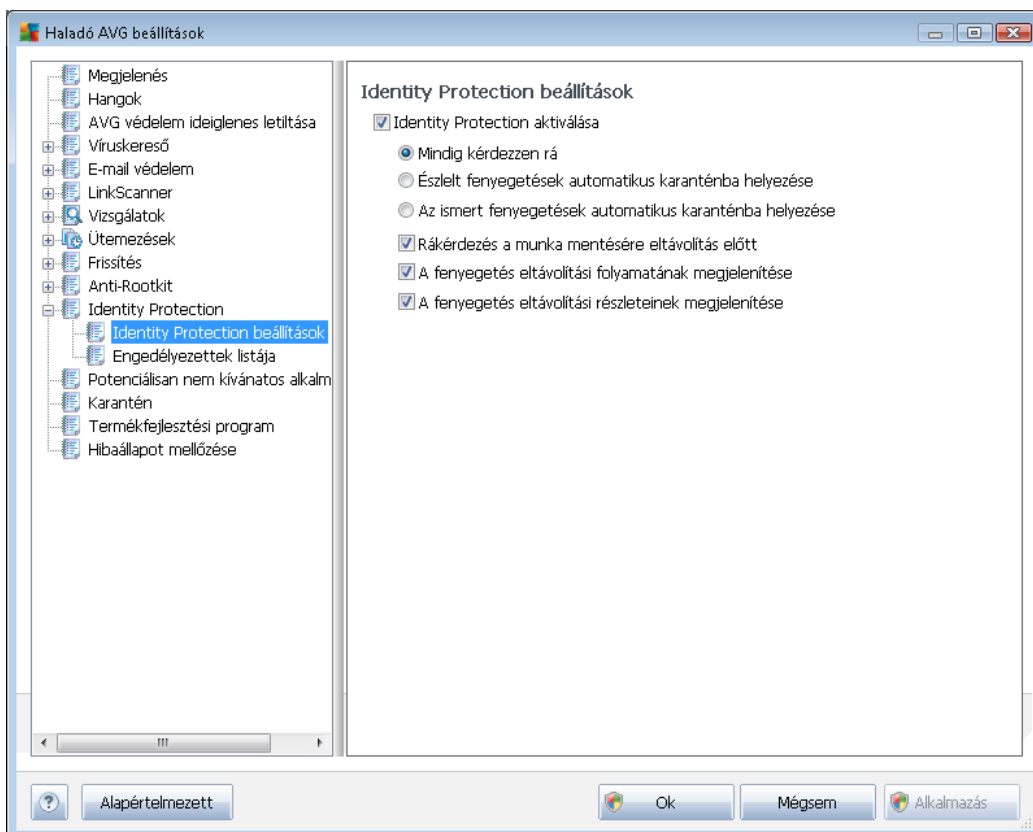 Haladó AVG beállítások
Megjelenés
Hangok
AVG védelem ideiglenes letiltása
Víruskereső
E-mail védelem
LinkScanner
Vizsgálatok
Ütemezések
Frissítés
Anti-Rootkit
Identity Protection
Identity Protection beállítások
Engedélyezettek listája
Potenciálisan nem kívánatos alkalm
Karantén
Termékfejlesztési program
Hibaállapot mellőzése
Identity Protection beállítások
Identity Protection aktiválása
Mindig kérdezzen rá
Észlelt fenyegetések automatikus karanténba helyezése
Az ismert fenyegetések automatikus karanténba helyezése
Rákérdezés a munka mentésére eltávolítás előtt
A fenyegetés eltávolítási folyamatának megjelenítése
A fenyegetés eltávolítási részleteinek megjelenítése
?
Alapértelmezett
Ok
Mégsem
Alkalmazás